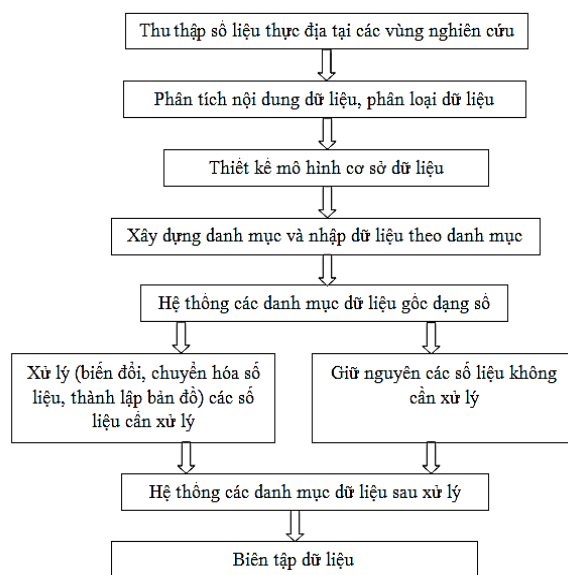 Thu thập số liệu thực địa tại các vùng nghiên cứu
Phân tích nội dung dữ liệu, phân loại dữ liệu
Thiết kế mô hình cơ sở dữ liệu
Xây dựng danh mục và nhập dữ liệu theo danh mục
Hệ thống các danh mục dữ liệu gốc dạng số
Xử lý (biến đổi, chuyển hóa số
liệu, thành lập bản đồ) các số
liệu cần xử lý
Giữ nguyên các số liệu không
cần xử lý
Hệ thống các danh mục dữ liệu sau xử lý
Biên tập dữ liệu